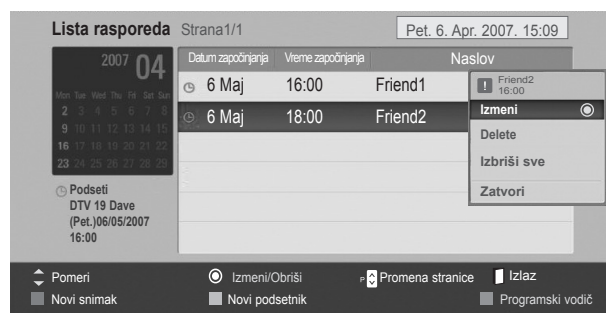 Lista rasporeda Strana1/1 Pet. 6. Apr. 2007. 15:09
2007 04
Mon Tue Wed Thu Fri Sat Sun
2 3 4 5 6 7 8
9 10 11 12 13 14 15
16 17 18 19 20 21 22
23 24 25 26 27 28 29
Podseti
DTV 19 Dave
(Pet.)06/05/2007
16:00
Datum započinjanja Vreme započinjanja Naslov
6 Maj 16:00 Friend1
6 Maj 18:00 Friend2
Friend2
16:00
Izmeni
Delete
Izbriši sve
Zatvori
Pomeri Izmeni/Obriši P Promena stranice Izlaz
Novi snimak Novi podsetnik Programski vodič